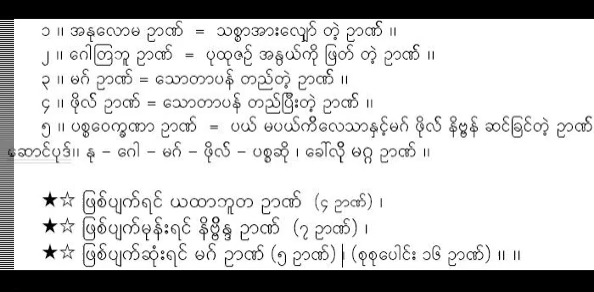 ၁ ။ အနုလောမ ဉာဏ် = သစ္စာအားလျော် တဲ့ ဉာဏ် ။
၂ ။ ဂေါတြဘူ ဉာဏ် = ပုထုဇဉ် အနွယ်ကို ဖြတ် တဲ့ ဉာဏ် ။
၃ ။ မဂ် ဉာဏ် = သောတာပန် တည်တဲ့ ဉာဏ် ။
၄ ။ ဖိုလ် ဉာဏ် = သောတာပန် တည်ပြီးတဲ့ ဉာဏ် ။
၅ ။ ပစ္စဝေက္ခဏာ ဉာဏ် = ပယ် မပယ်ကိလေသာနှင့်မဂ် ဖိုလ် နိဗ္ဗန် ဆင်ခြင်တဲ့ ဉာဏ်
ဆောင်ပုဒ်။ နု – ဂေါ – မဂ် – ဖိုလ် – ပစ္စဆို ၊ ခေါ်လို မဂ္ဂ ဉာဏ် ။
★☆ ဖြစ်ပျက်ရင် ယထာဘူတ ဉာဏ် (၄ ဉာဏ်) ၊
★☆ ဖြစ်ပျက်မုန်းရင် နိဗ္ဗိန္ဒ ဉာဏ် (၇ ဉာဏ်) ၊
★☆ ဖြစ်ပျက်ဆုံးရင် မဂ် ဉာဏ် (၅ ဉာဏ်) | (စုစုပေါင်း ၁၆ ဉာဏ်) ။ ။